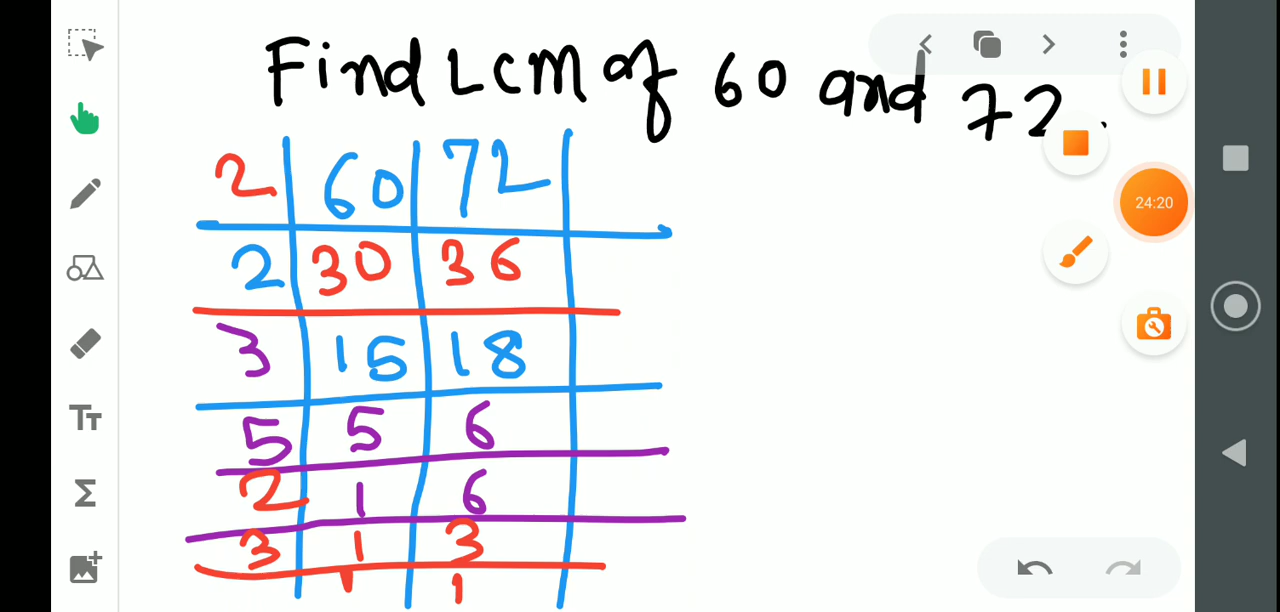 Find LCM of 60 and 72.
24:20
2 60 72
2 30 36
3 15 18
5 5 6
2 1 6
3 1 3
1 1
TT
Σ